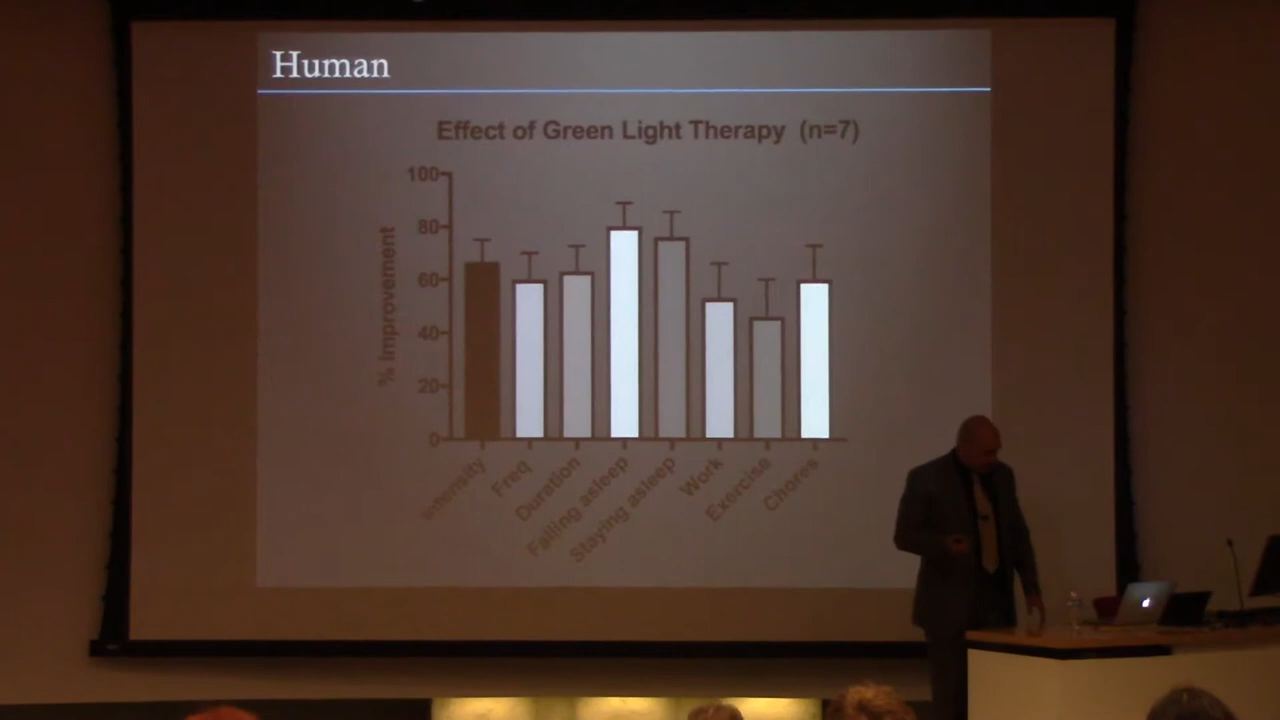 Human
Effect of Green Light Therapy (n=7)
% Improvement
100
80
60
40
20
0
Intensity
Freq
Duration
Falling asleep
Staying asleep
Work
Exercise
Chores